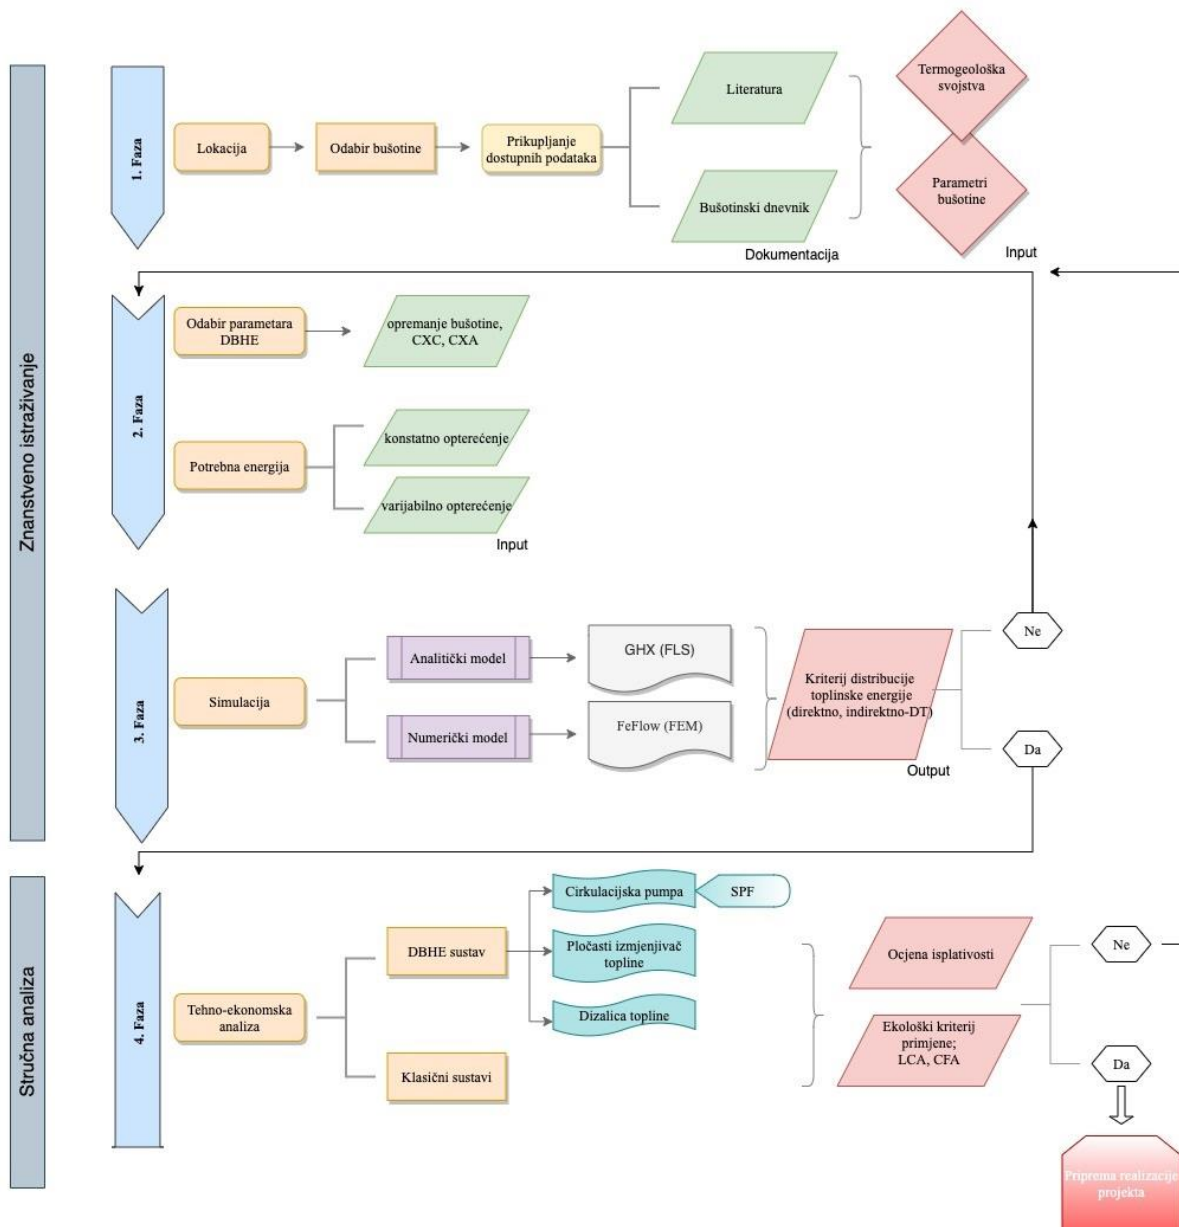 Znanstveno istraživanje
1. Faza
Lokacija
Odabir bušotine
Prikupljanje
dostupnih podataka
Literatura
Bušotinski dnevnik
Dokumentacija
Termogeološka
svojstva
Parametri
bušotine
Input
2. Faza
Odabir parametara
DBHE
opremanje bušotine,
CXC, CXA
Potrebna energija
konstatno opterećenje
varijabilno opterećenje
Input
3. Faza
Simulacija
Analitički model
GHX (FLS)
Numerički model
FeFlow (FEM)
Kriterij distribucije
toplinske energije
(direktno, indirektno-DT)
Output
Ne
Da
Stručna analiza
4. Faza
Tehno-ekonomska
analiza
DBHE sustav
Cirkulacijska pumpa
SPF
Pločasti izmjenjivač
topline
Dizalica topline
Klasični sustavi
Ocjena isplativosti
Ekološki kriterij
primjene;
LCA, CFA
Ne
Da
Priprema realizacije
projekta